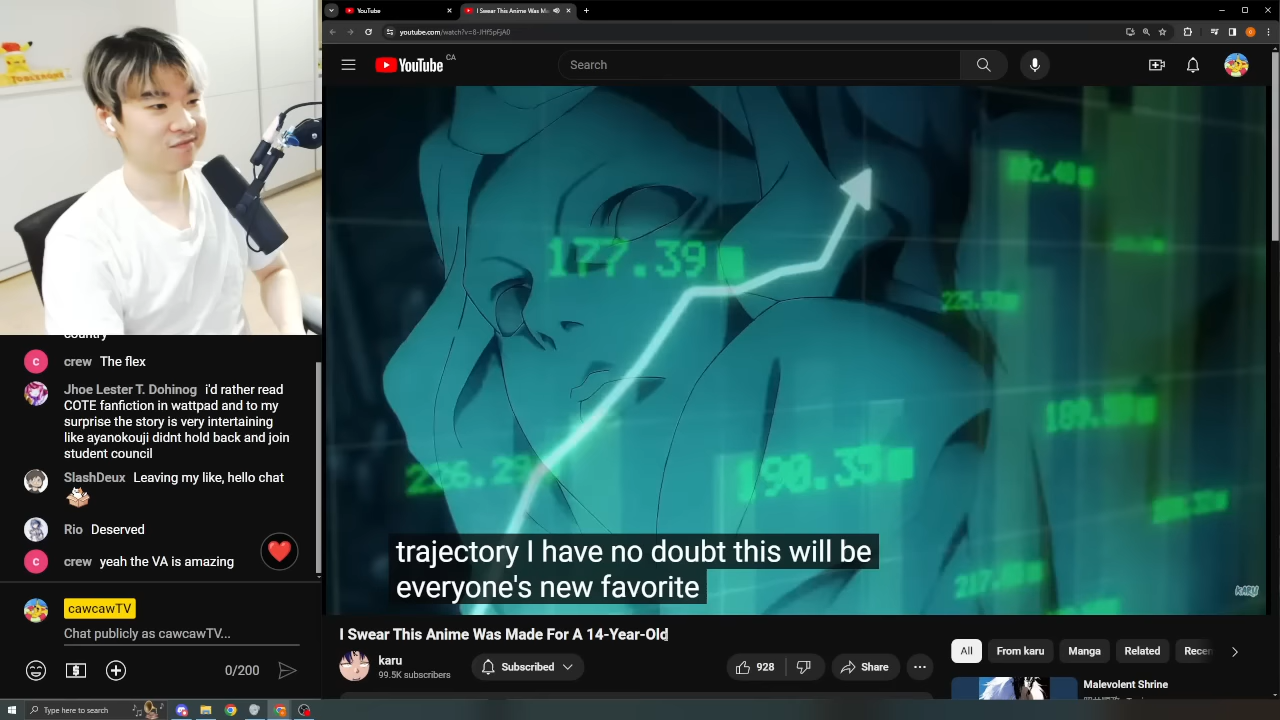 YouTube
I Swear This Anime Was M
youtube.com/watch?v=8-JHf5pFjA0
YouTube CA
Search
177.39
190.35
country
crew The flex
Jhoe Lester T. Dohinog i'd rather read
COTE fanfiction in wattpad and to my
surprise the story is very intertaining
like ayanokouji didnt hold back and join
student council
SlashDeux Leaving my like, hello chat
Rio Deserved
crew yeah the VA is amazing
cawcawTV
Chat publicly as cawcawTV...
0/200
trajectory I have no doubt this will be
everyone's new favorite
KARU
I Swear This Anime Was Made For A 14-Year-Old
karu
99.5K subscribers
Subscribed
928
Share
All
From karu
Manga
Related
Recen
Malevolent Shrine
Type here to search